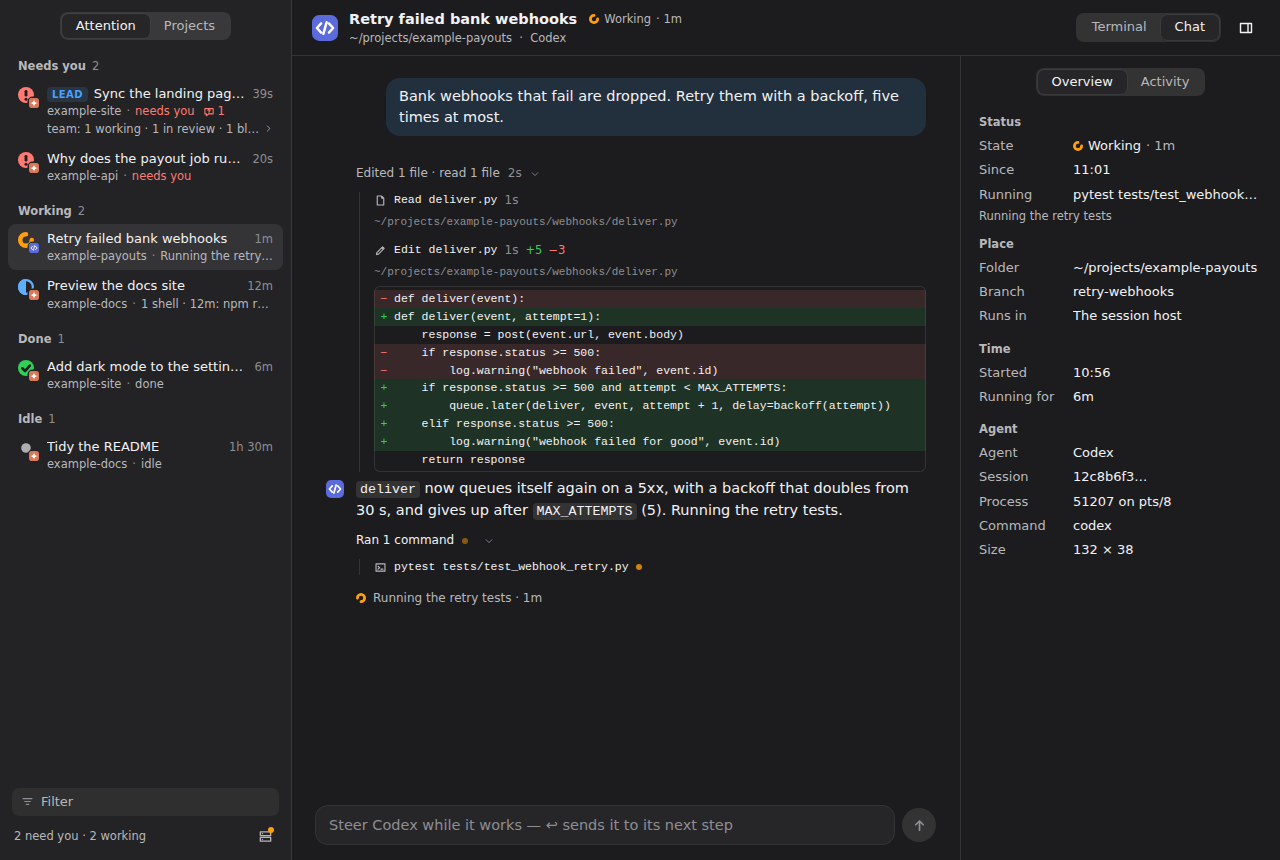 Attention Projects
Needs you 2
LEAD Sync the landing pag… 39s
example-site · needs you 1
team: 1 working · 1 in review · 1 bl…
Why does the payout job ru… 20s
example-api · needs you
Working 2
Retry failed bank webhooks 1m
example-payouts · Running the retry…
Preview the docs site 12m
example-docs · 1 shell · 12m: npm r…
Done 1
Add dark mode to the settin… 6m
example-site · done
Idle 1
Tidy the README 1h 30m
example-docs · idle
Filter
2 need you · 2 working
Retry failed bank webhooks Working · 1m
~/projects/example-payouts · Codex
Terminal Chat
Bank webhooks that fail are dropped. Retry them with a backoff, five
times at most.
Edited 1 file · read 1 file 2s
Read deliver.py 1s
~/projects/example-payouts/webhooks/deliver.py
Edit deliver.py 1s +5 −3
~/projects/example-payouts/webhooks/deliver.py
− def deliver(event):
+ def deliver(event, attempt=1):
response = post(event.url, event.body)
− if response.status >= 500:
− log.warning("webhook failed", event.id)
+ if response.status >= 500 and attempt < MAX_ATTEMPTS:
+ queue.later(deliver, event, attempt + 1, delay=backoff(attempt))
+ elif response.status >= 500:
+ log.warning("webhook failed for good", event.id)
return response
deliver now queues itself again on a 5xx, with a backoff that doubles from
30 s, and gives up after MAX_ATTEMPTS (5). Running the retry tests.
Ran 1 command
pytest tests/test_webhook_retry.py
Running the retry tests · 1m
Steer Codex while it works — ↩ sends it to its next step
Overview Activity
Status
State Working · 1m
Since 11:01
Running pytest tests/test_webhook…
Running the retry tests
Place
Folder ~/projects/example-payouts
Branch retry-webhooks
Runs in The session host
Time
Started 10:56
Running for 6m
Agent
Agent Codex
Session 12c8b6f3…
Process 51207 on pts/8
Command codex
Size 132 × 38